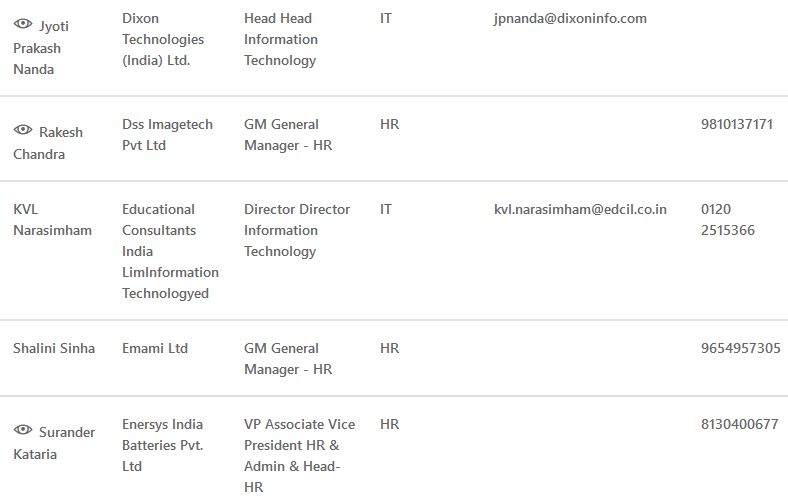 Jyoti Prakash Nanda
Dixon Technologies (India) Ltd.
Head Head Information Technology
IT
jpnanda@dixoninfo.com
Rakesh Chandra
Dss Imagetech Pvt Ltd
GM General Manager - HR
HR
9810137171
KVL Narasimham
Educational Consultants India LimInformation Technologyed
Director Director Information Technology
IT
kvl.narasimham@edcil.co.in
0120 2515366
Shalini Sinha
Emami Ltd
GM General Manager - HR
HR
9654957305
Surander Kataria
Enersys India Batteries Pvt. Ltd
VP Associate Vice President HR & Admin & Head-HR
HR
8130400677